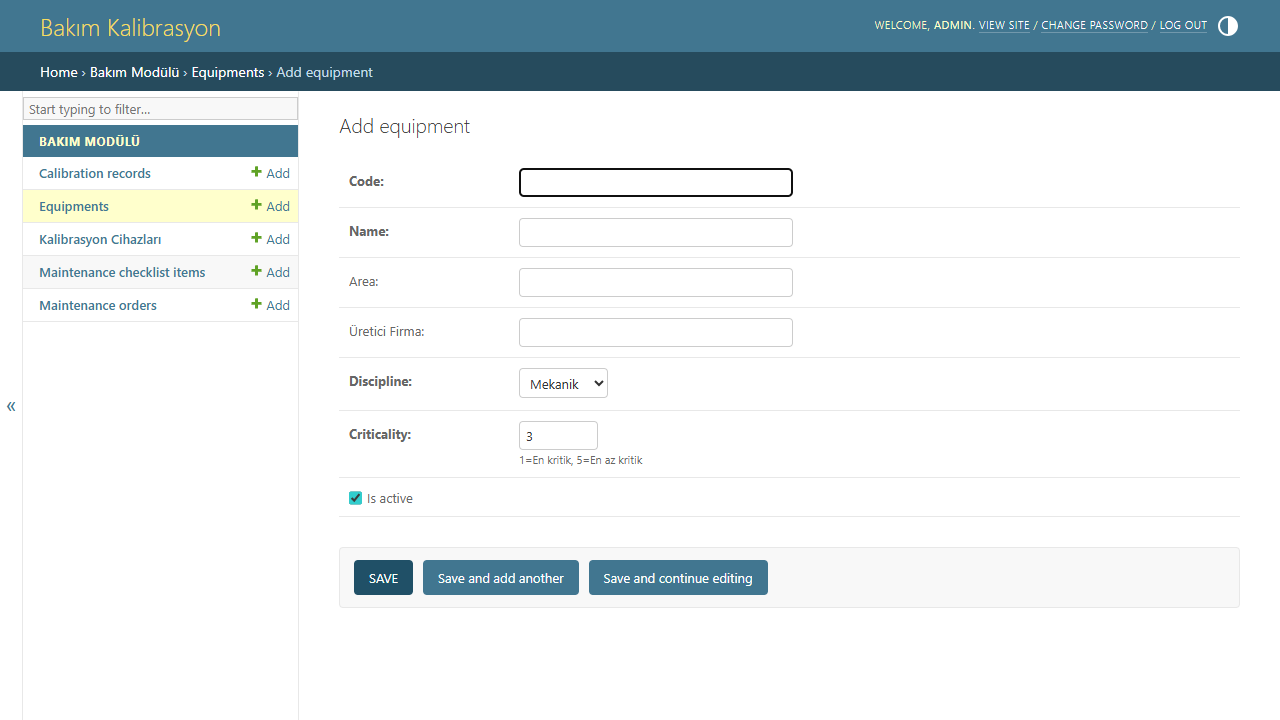 Bakım Kalibrasyon
WELCOME, ADMIN. VIEW SITE / CHANGE PASSWORD / LOG OUT
Home › Bakım Modülü › Equipments › Add equipment
Start typing to filter...
BAKIM MODÜLÜ
Calibration records Add
Equipments Add
Kalibrasyon Cihazları Add
Maintenance checklist items Add
Maintenance orders Add
«
Add equipment
Code:
Name:
Area:
Üretici Firma:
Discipline: Mekanik
Criticality: 3
1=En kritik, 5=En az kritik
Is active
SAVE Save and add another Save and continue editing